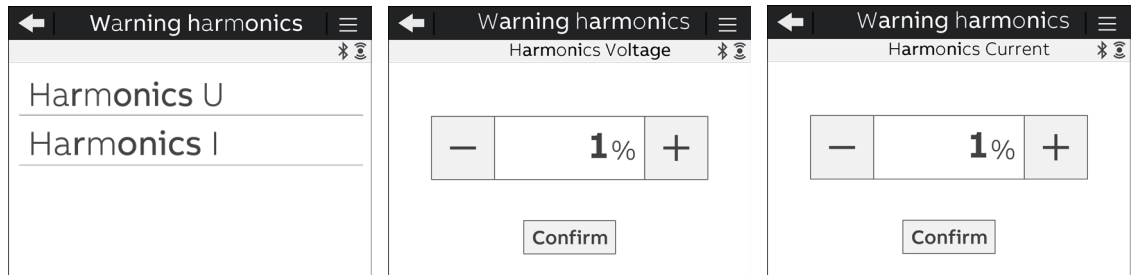 Warning harmonics
Harmonics U
Harmonics I
Warning harmonics
Harmonics Voltage
− 1 % +
Confirm
Warning harmonics
Harmonics Current
− 1 % +
Confirm